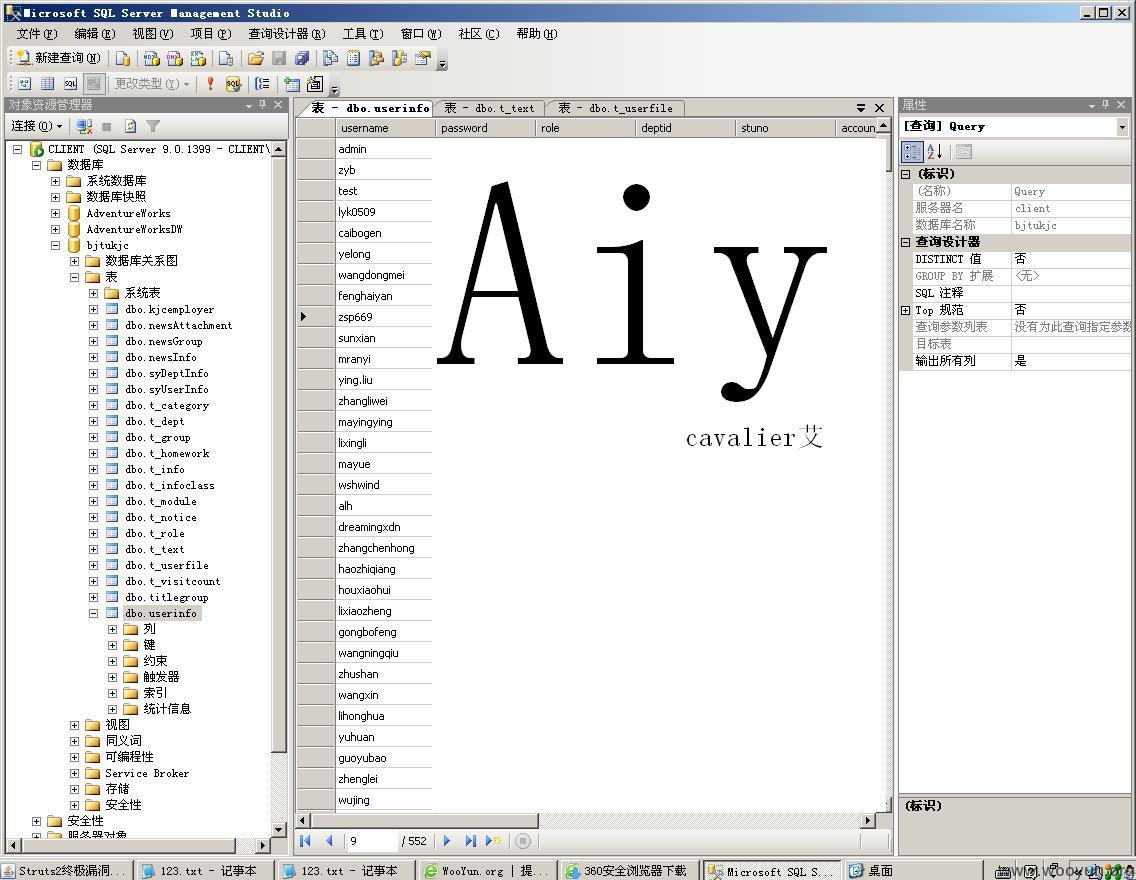 Microsoft SQL Server Management Studio
文件(F) 编辑(E) 视图(V) 项目(P) 查询设计器(R) 工具(T) 窗口(W) 社区(C) 帮助(H)
新建查询(N)
更改类型(Y)
对象资源管理器
连接(O)
CLIENT (SQL Server 9.0.1399 - CLIENT\
数据库
系统数据库
数据库快照
AdventureWorks
AdventureWorksDW
bjtukjc
数据库关系图
表
系统表
dbo.kjcemployer
dbo.newsAttachment
dbo.newsGroup
dbo.newsInfo
dbo.syDeptInfo
dbo.syUserInfo
dbo.t_category
dbo.t_dept
dbo.t_group
dbo.t_homework
dbo.t_info
dbo.t_infoclass
dbo.t_module
dbo.t_notice
dbo.t_role
dbo.t_text
dbo.t_userfile
dbo.t_visitcount
dbo.titlegroup
dbo.userinfo
列
键
约束
触发器
索引
统计信息
视图
同义词
可编程性
Service Broker
存储
安全性
安全性
服务器对象
表 - dbo.userinfo 表 - dbo.t_text 表 - dbo.t_userfile
username password role deptid stuno accoun
admin
zyb
test
lyk0509
caibogen
yelong
wangdongmei
fenghaiyan
zsp669
sunxian
mranyi
ying.liu
zhangliwei
mayingying
lixingli
mayue
wshwind
alh
dreamingxdn
zhangchenhong
haozhiqiang
houxiaohui
lixiaozheng
gongbofeng
wangningqiu
zhushan
wangxin
lihonghua
yuhuan
guoyubao
zhenglei
wujing
Aiy
cavalier艾
9 / 552
属性
[查询] Query
(标识)
(名称) Query
服务器名 client
数据库名称 bjtukjc
查询设计器
DISTINCT 值 否
GROUP BY 扩展 <无>
SQL 注释
Top 规范 否
查询参数列表 没有为此查询指定参数
目标表
输出所有列 是
(标识)
Struts2终极漏洞... 123.txt - 记事本 123.txt - 记事本 WooYun.org | 提... 360安全浏览器下载 Microsoft SQL S... 桌面
www.wooyun.org